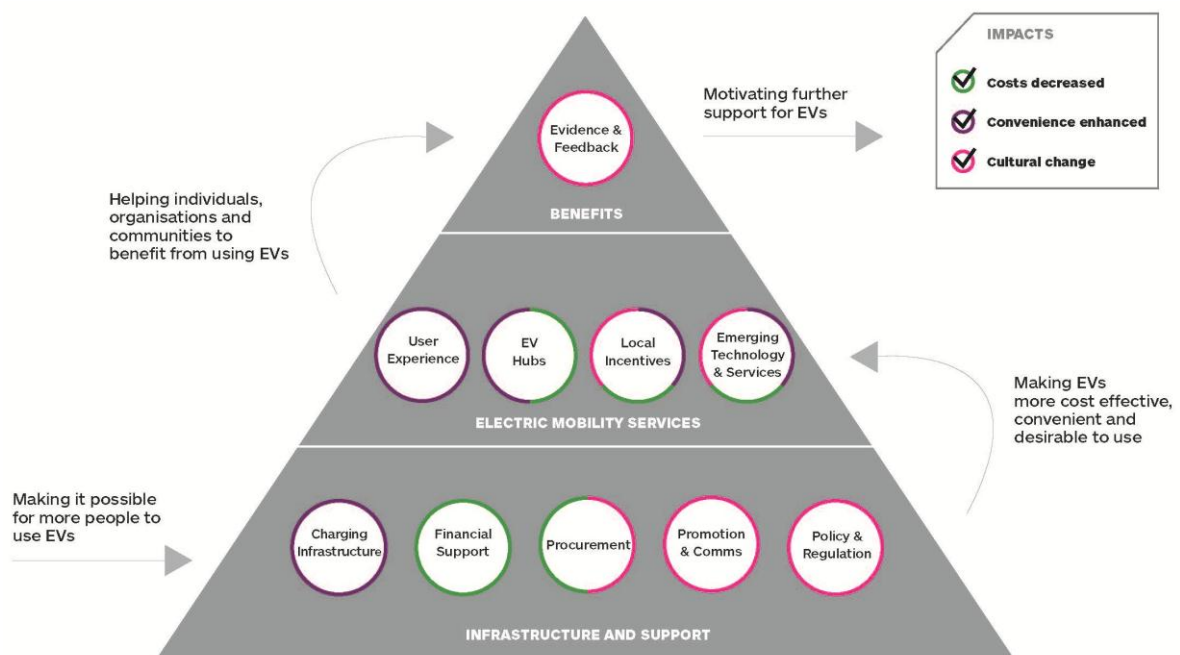 IMPACTS
Costs decreased
Convenience enhanced
Cultural change
Motivating further
support for EVs
Evidence &
Feedback
BENEFITS
Helping individuals,
organisations and
communities to
benefit from using EVs
User
Experience
EV
Hubs
Local
Incentives
Emerging
Technology
& Services
ELECTRIC MOBILITY SERVICES
Making EVs
more cost effective,
convenient and
desirable to use
Making it possible
for more people to
use EVs
Charging
Infrastructure
Financial
Support
Procurement
Promotion
& Comms
Policy &
Regulation
INFRASTRUCTURE AND SUPPORT